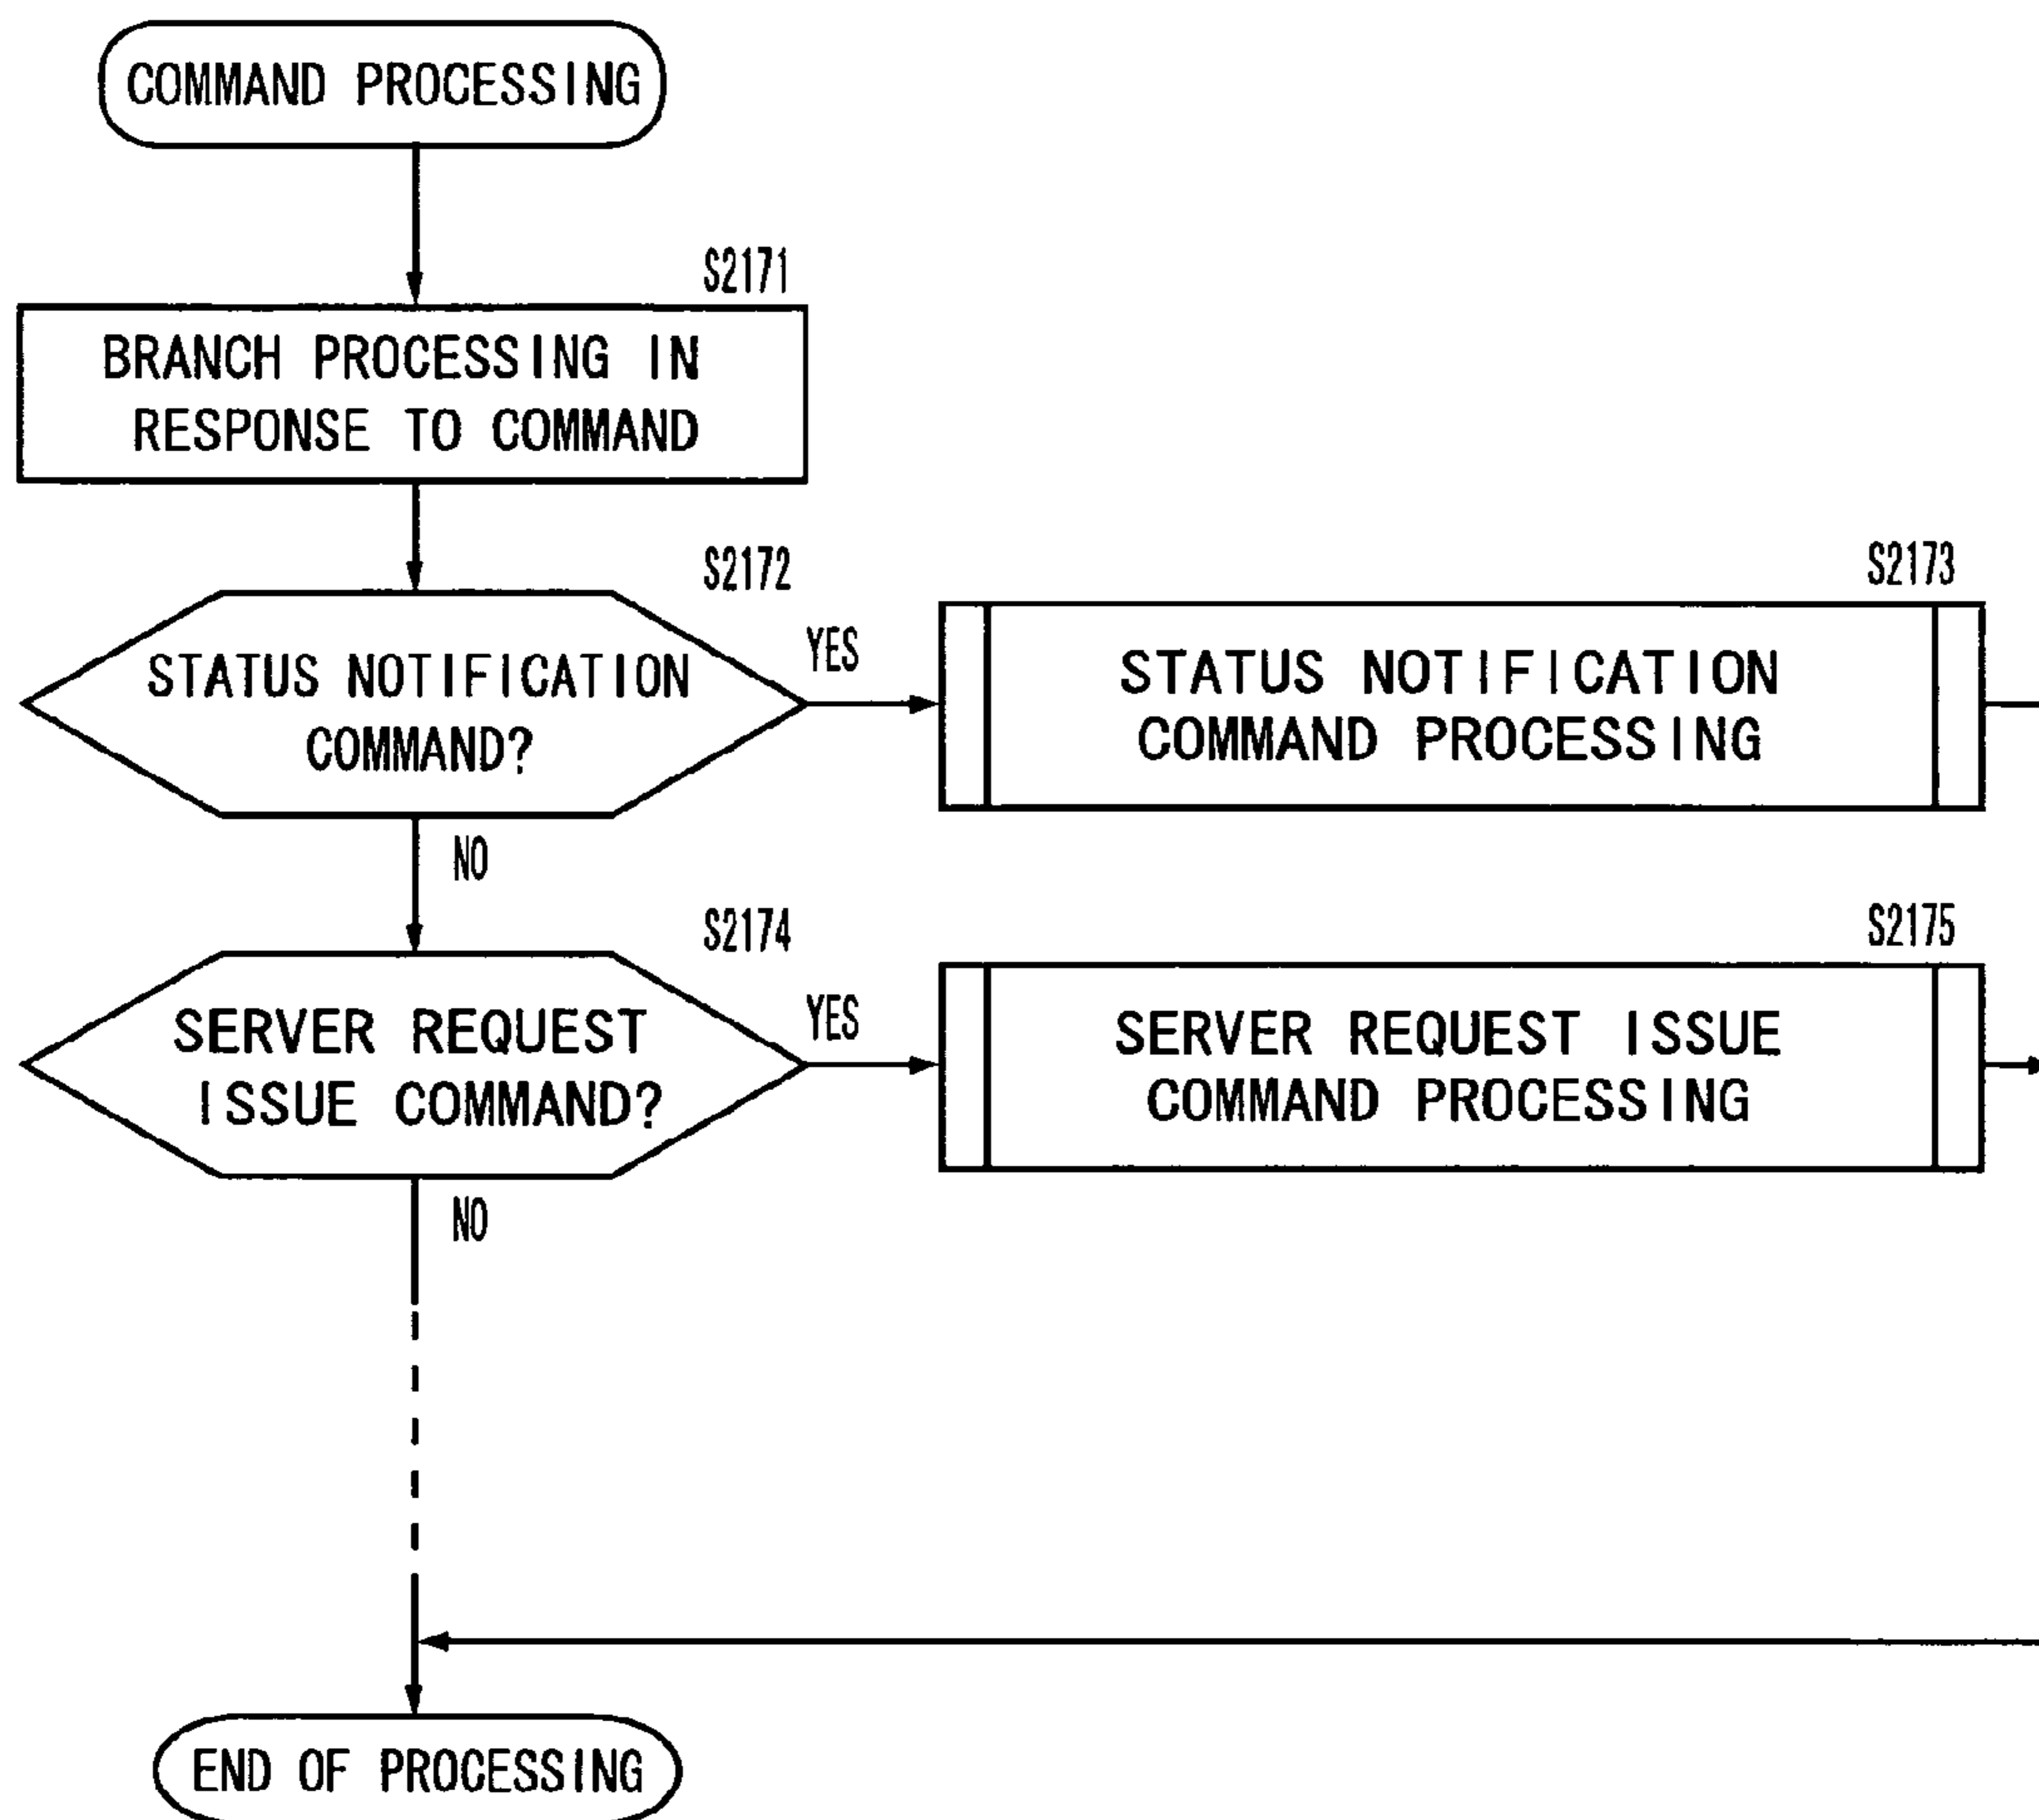 COMMAND PROCESSING
S2171
BRANCH PROCESSING IN
RESPONSE TO COMMAND
S2172
STATUS NOTIFICATION
COMMAND?
YES
S2173
STATUS NOTIFICATION
COMMAND PROCESSING
NO
S2174
SERVER REQUEST
ISSUE COMMAND?
YES
S2175
SERVER REQUEST ISSUE
COMMAND PROCESSING
NO
END OF PROCESSING